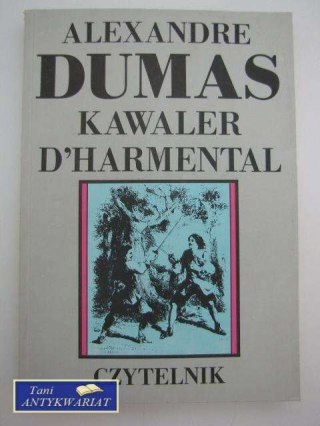 ALEXANDRE
DUMAS
KAWALER
D'HARMENTAL
CZYTELNIK
Tani
ANTYKWARIAT